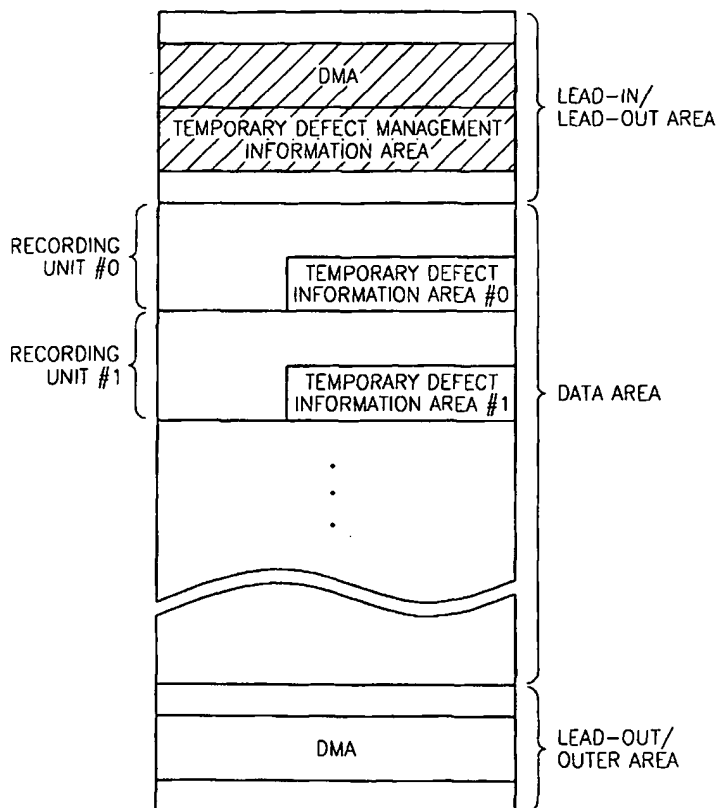 DMA
TEMPORARY DEFECT MANAGEMENT
INFORMATION AREA
LEAD-IN/
LEAD-OUT AREA
RECORDING
UNIT #0
TEMPORARY DEFECT
INFORMATION AREA #0
RECORDING
UNIT #1
TEMPORARY DEFECT
INFORMATION AREA #1
DATA AREA
DMA
LEAD-OUT/
OUTER AREA